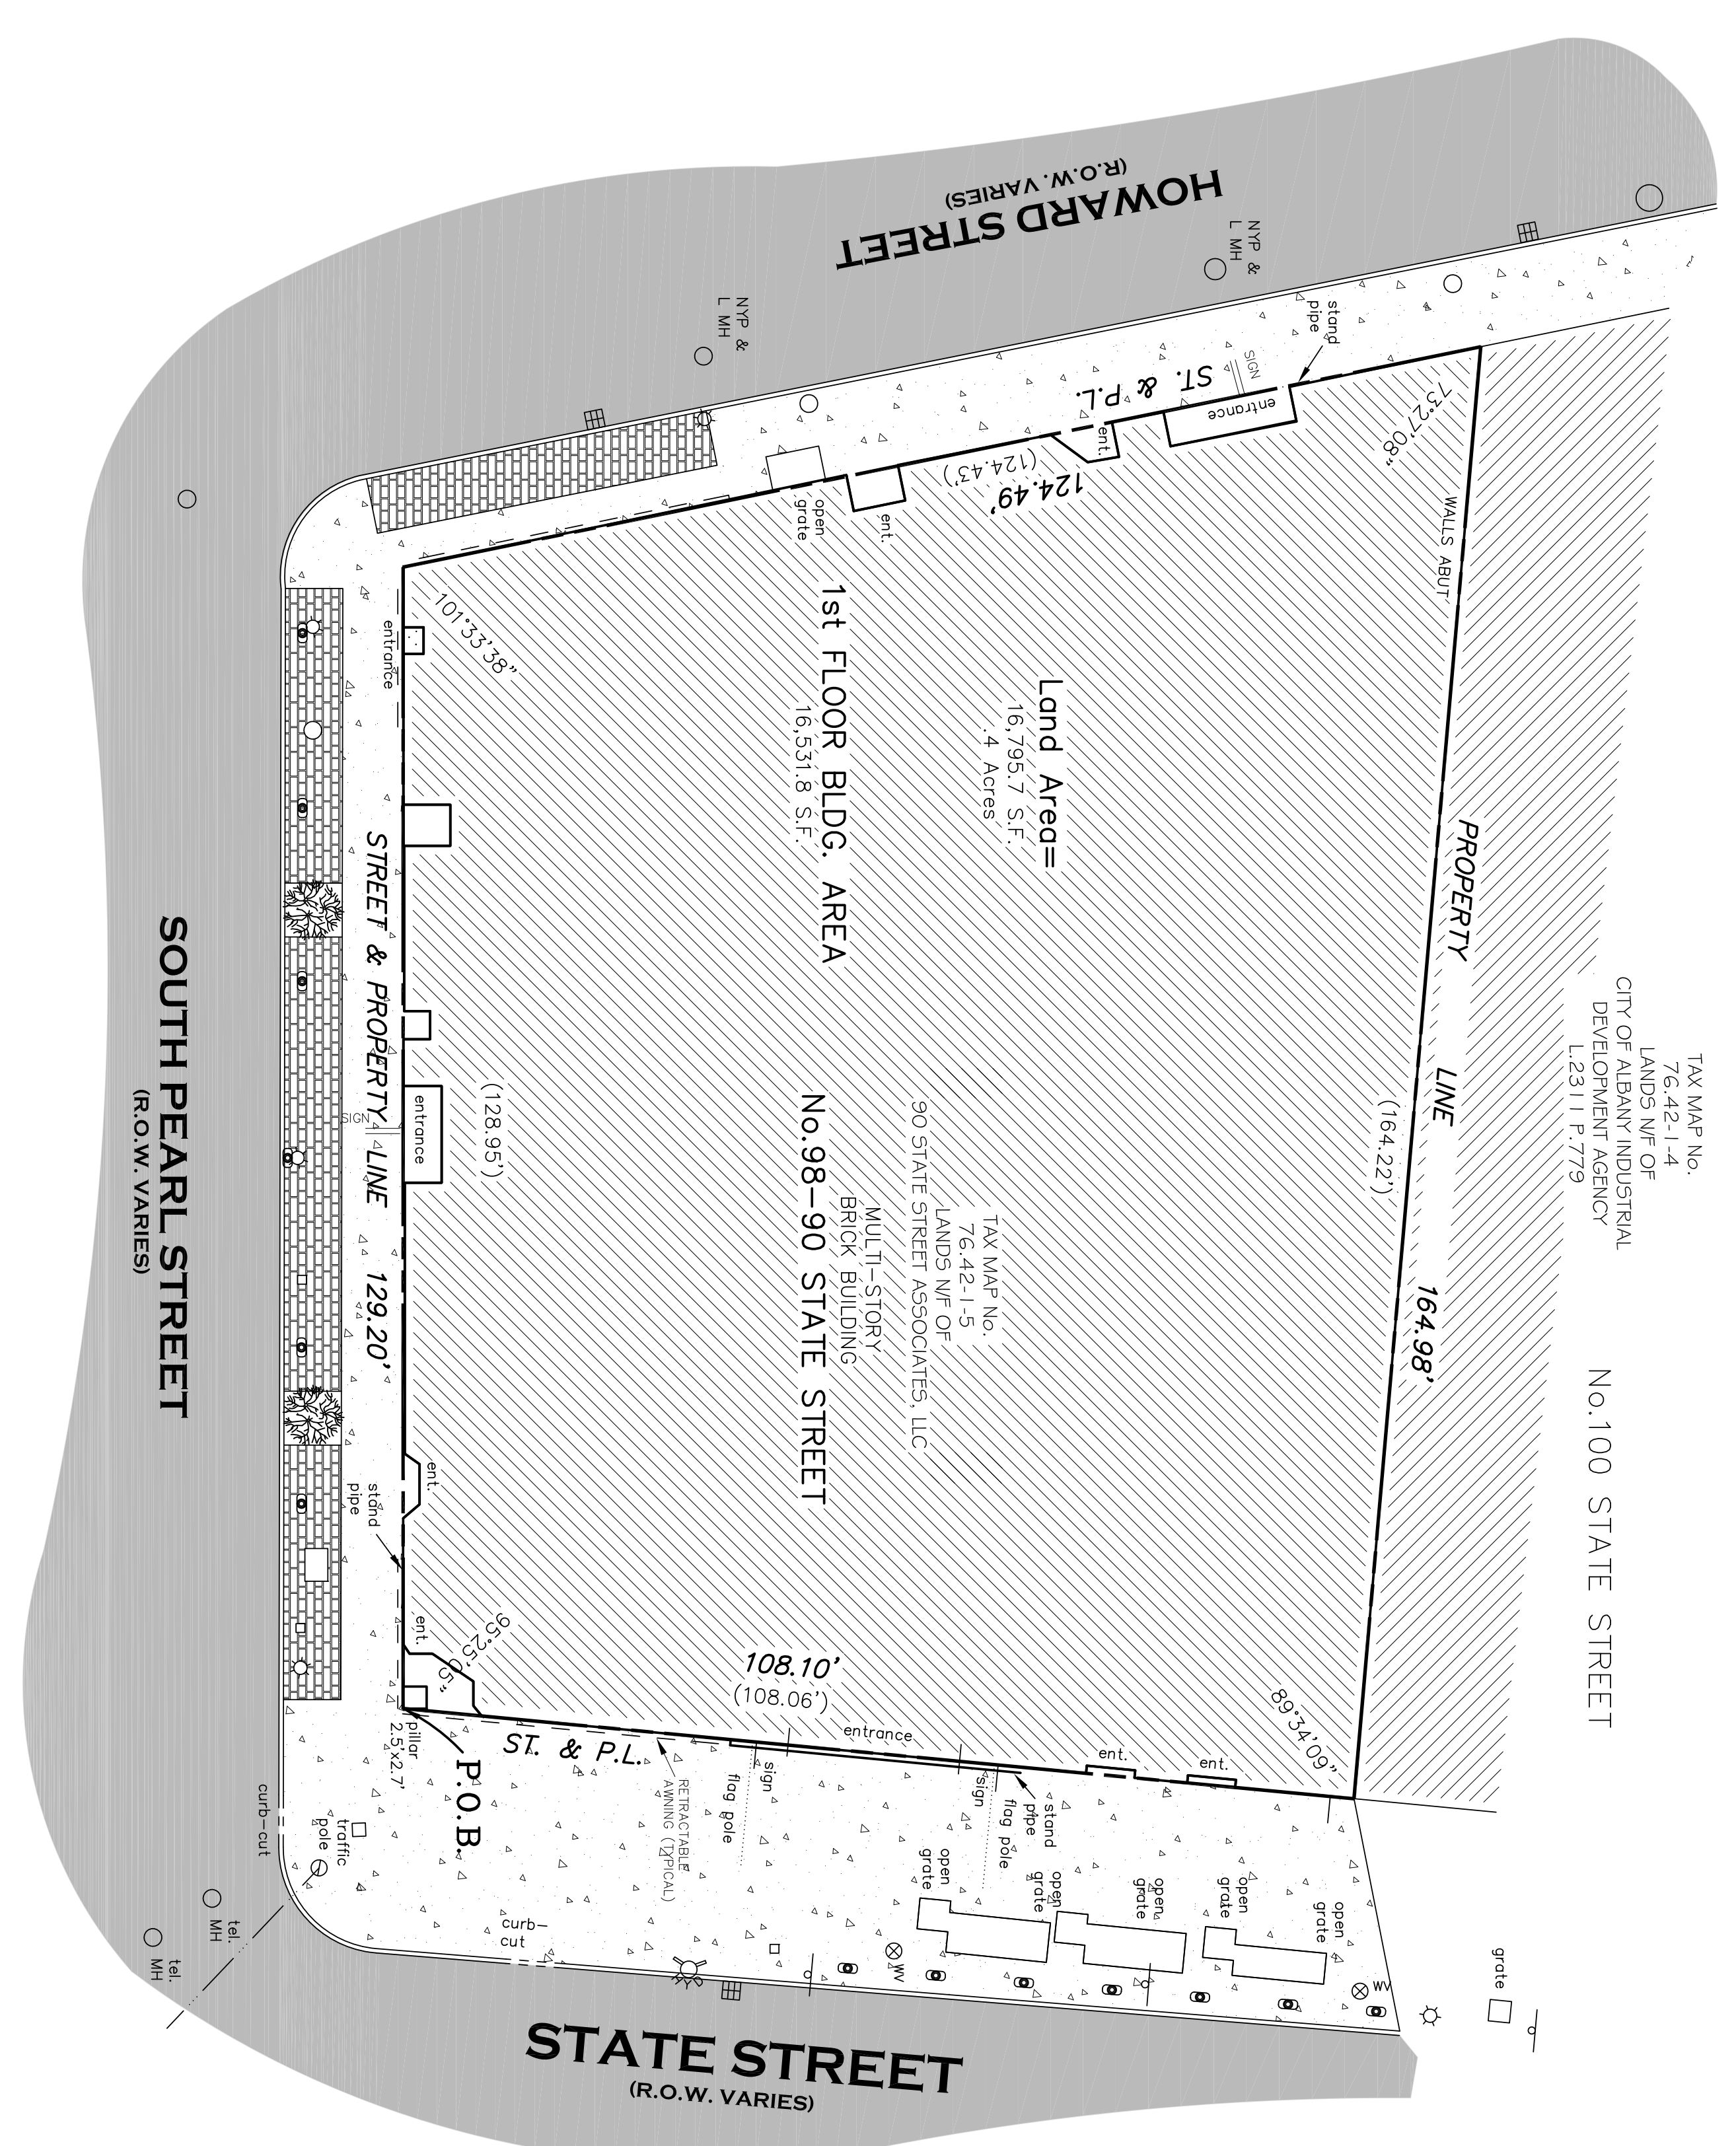 HOWARD STREET
(R.O.W. VARIES)
NYP &
L MH
NYP &
L MH
stand
pipe
SIGN
ST. & P.L.
entrance
ent.
(124.43')
124.49'
open
grate
ent.
73°27'08"
WALLS ABUT
101°33'38"
entrance
1st FLOOR BLDG. AREA
16,531.8 S.F.
Land Area=
16,795.7 S.F.
.4 Acres
PROPERTY LINE 164.98'
(164.22')
TAX MAP No.
76.42-1-4
LANDS N/F OF
CITY OF ALBANY INDUSTRIAL
DEVELOPMENT AGENCY
L.2311 P.779
No.100 STATE STREET
SOUTH PEARL STREET
(R.O.W. VARIES)
STREET & PROPERTY LINE 129.20'
SIGN
entrance
(128.95')
TAX MAP No.
76.42-1-5
LANDS N/F OF
90 STATE STREET ASSOCIATES, LLC
MULTI-STORY
BRICK BUILDING
No.98-90 STATE STREET
ent.
stand
pipe
ent.
95°25'05"
108.10'
(108.06')
89°34'09"
entrance
ent.
ent.
ST. & P.L.
pillar
2.5'x2.7'
P.O.B.
RETRACTABLE
AWNING (TYPICAL)
sign
flag pole
sign
flag pole
stand
pipe
open
grate
open
grate
open
grate
open
grate
open
grate
grate
curb-cut
traffic
pole
tel.
MH
tel.
MH
curb-
cut
WV
WV
STATE STREET
(R.O.W. VARIES)